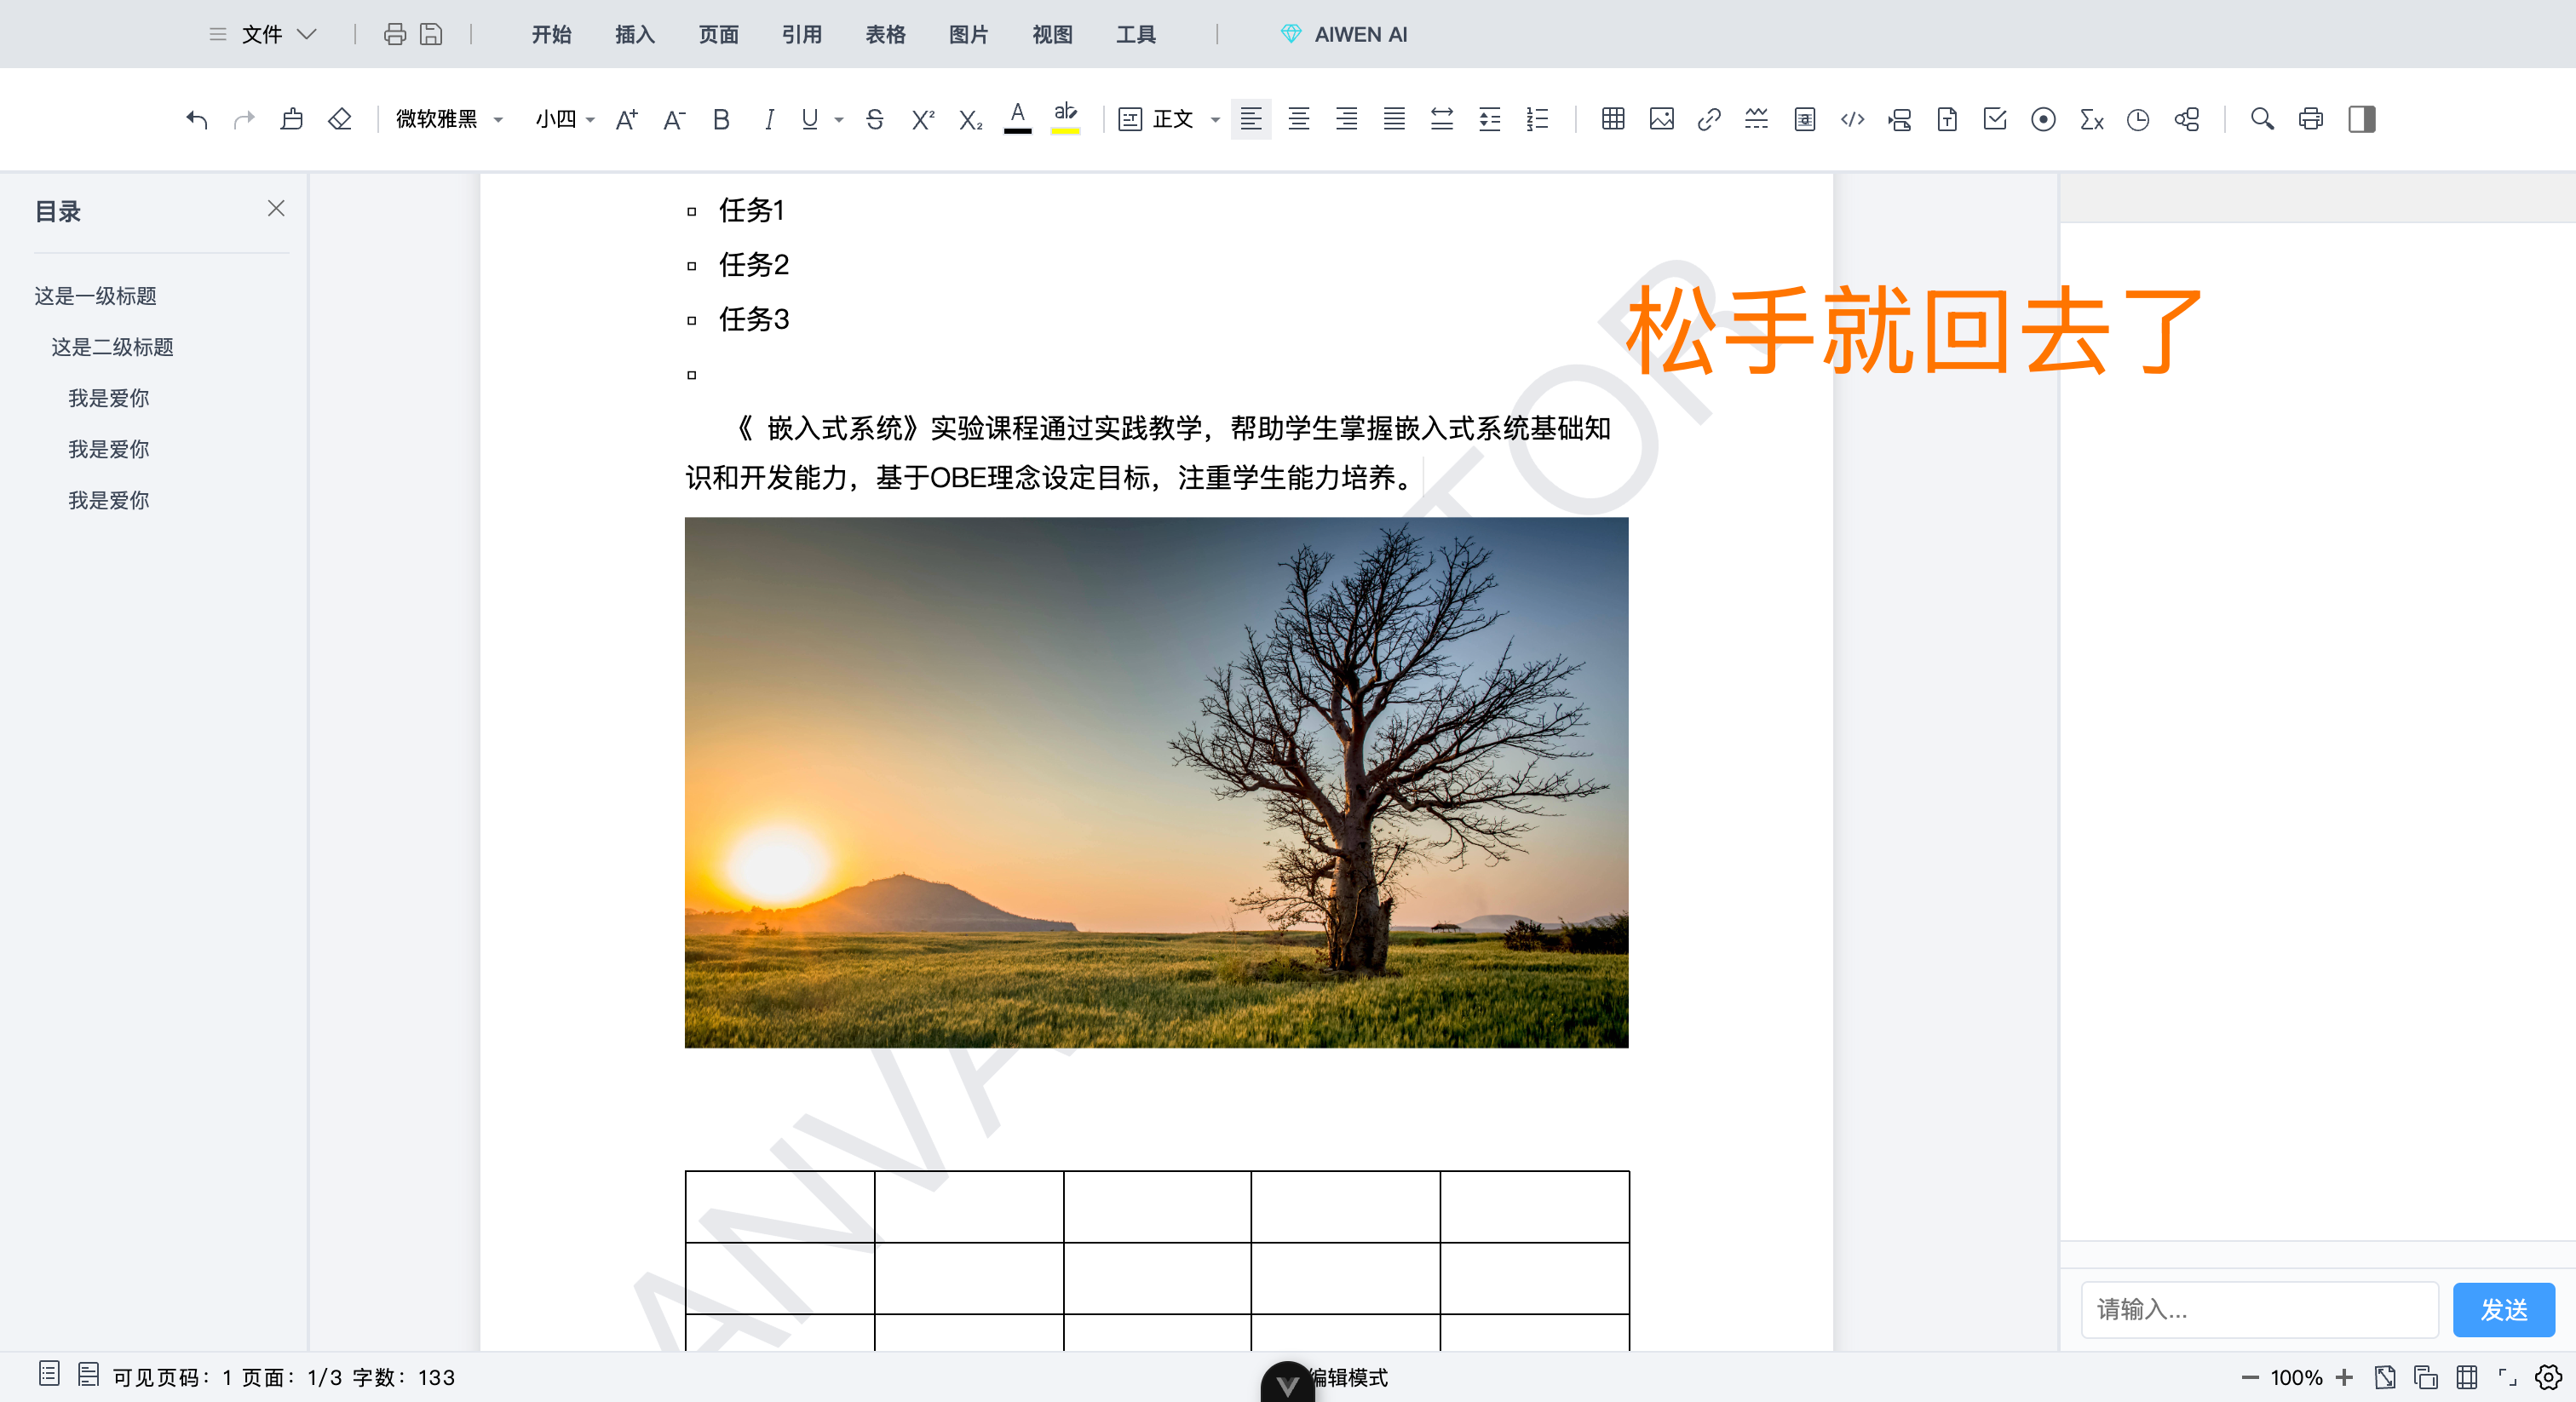 文件 开始 插入 页面 引用 表格 图片 视图 工具 AIWEN AI
微软雅黑 小四 A+ A- B I U S X² X₂ A ab 正文
目录
这是一级标题
这是二级标题
我是爱你
我是爱你
我是爱你
任务1
任务2
任务3
松手就回去了
《 嵌入式系统》实验课程通过实践教学，帮助学生掌握嵌入式系统基础知
识和开发能力，基于OBE理念设定目标，注重学生能力培养。
请输入... 发送
可见页码：1 页面：1/3 字数：133 编辑模式 100%